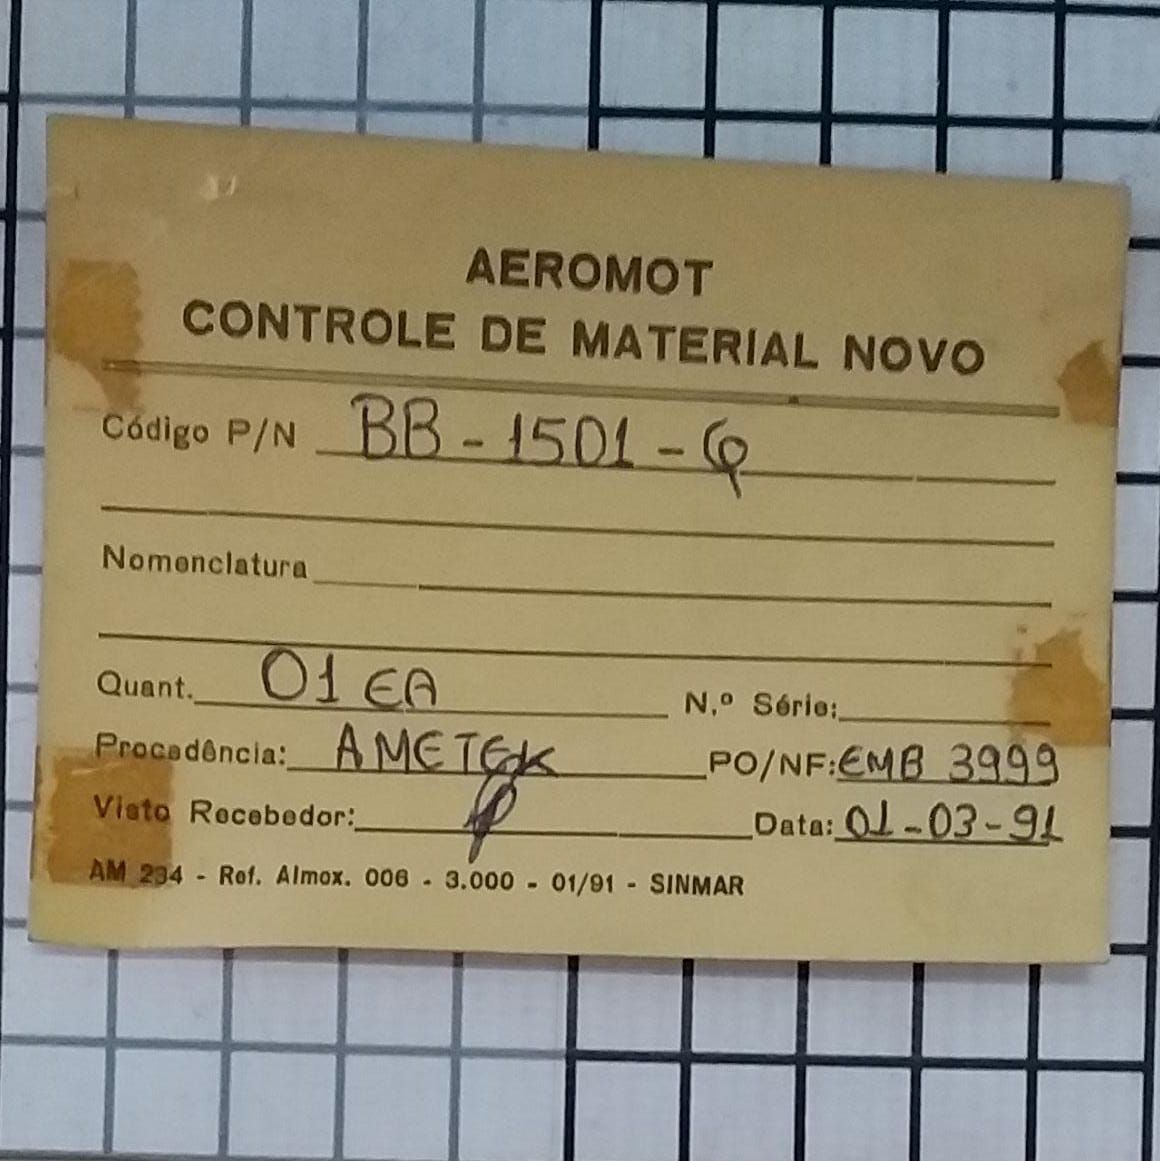 AEROMOT
CONTROLE DE MATERIAL NOVO
Código P/N BB-1501-Q
Nomenclatura
Quant. 01 EA N.º Série:
Procedência: AMETEK PO/NF: EMB 3999
Visto Recebedor: Data: 01-03-91
AM 234 - Ref. Almox. 006 - 3.000 - 01/91 - SINMAR